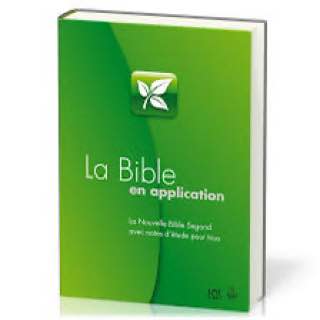 La Bible
en application
La Nouvelle Bible Segond
avec notes d'étude pour tous